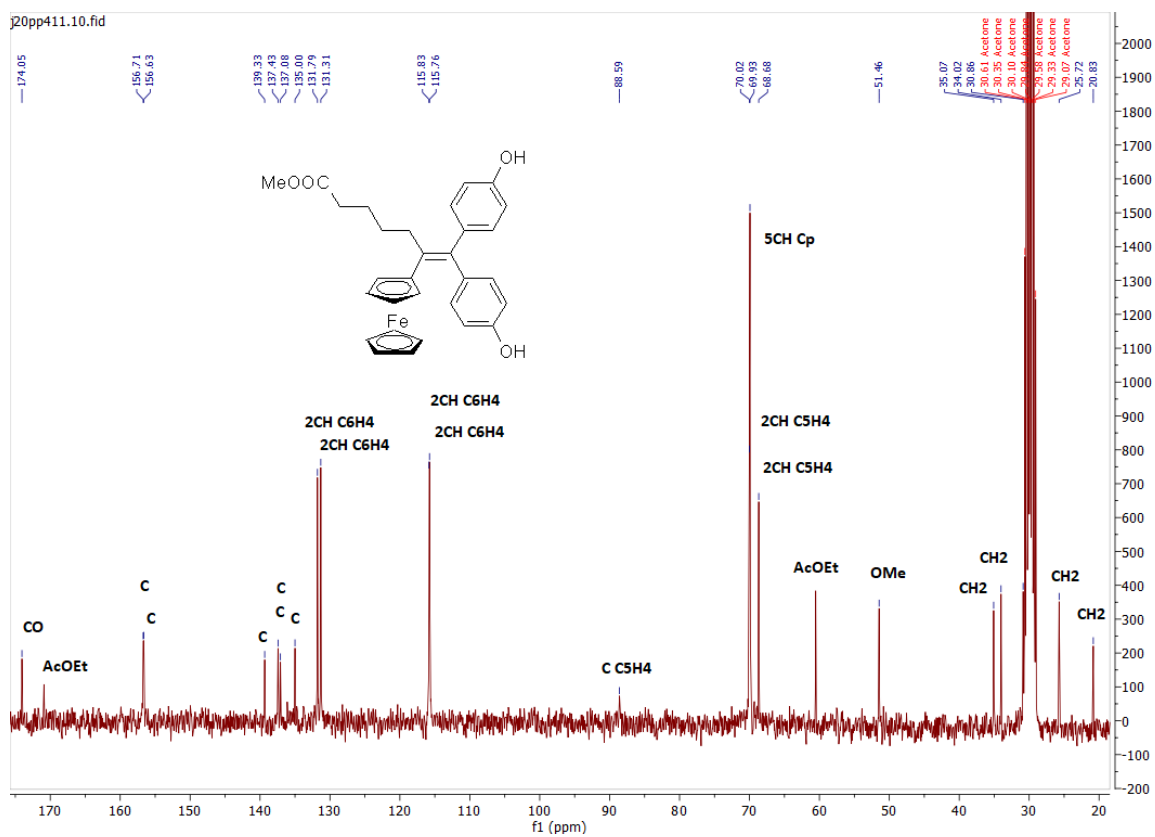 j20pp411.10.fid
174.05
156.71
156.63
139.33
137.43
137.08
135.00
131.79
131.31
115.83
115.76
88.59
70.02
69.93
68.68
51.46
35.07
34.02
30.86
30.61 Acetone
30.35 Acetone
30.10 Acetone
29.84 Acetone
29.58 Acetone
29.33 Acetone
29.07 Acetone
25.72
20.83
OH
MeOOC
Fe
OH
5CH Cp
2CH C6H4
2CH C6H4
2CH C6H4
2CH C6H4
2CH C5H4
2CH C5H4
AcOEt
OMe
CH2
CH2
CH2
CH2
CO
AcOEt
C
C
C
C
C
C
C C5H4
2000
1900
1800
1700
1600
1500
1400
1300
1200
1100
1000
900
800
700
600
500
400
300
200
100
0
-100
-200
170 160 150 140 130 120 110 100 90 80 70 60 50 40 30 20
f1 (ppm)